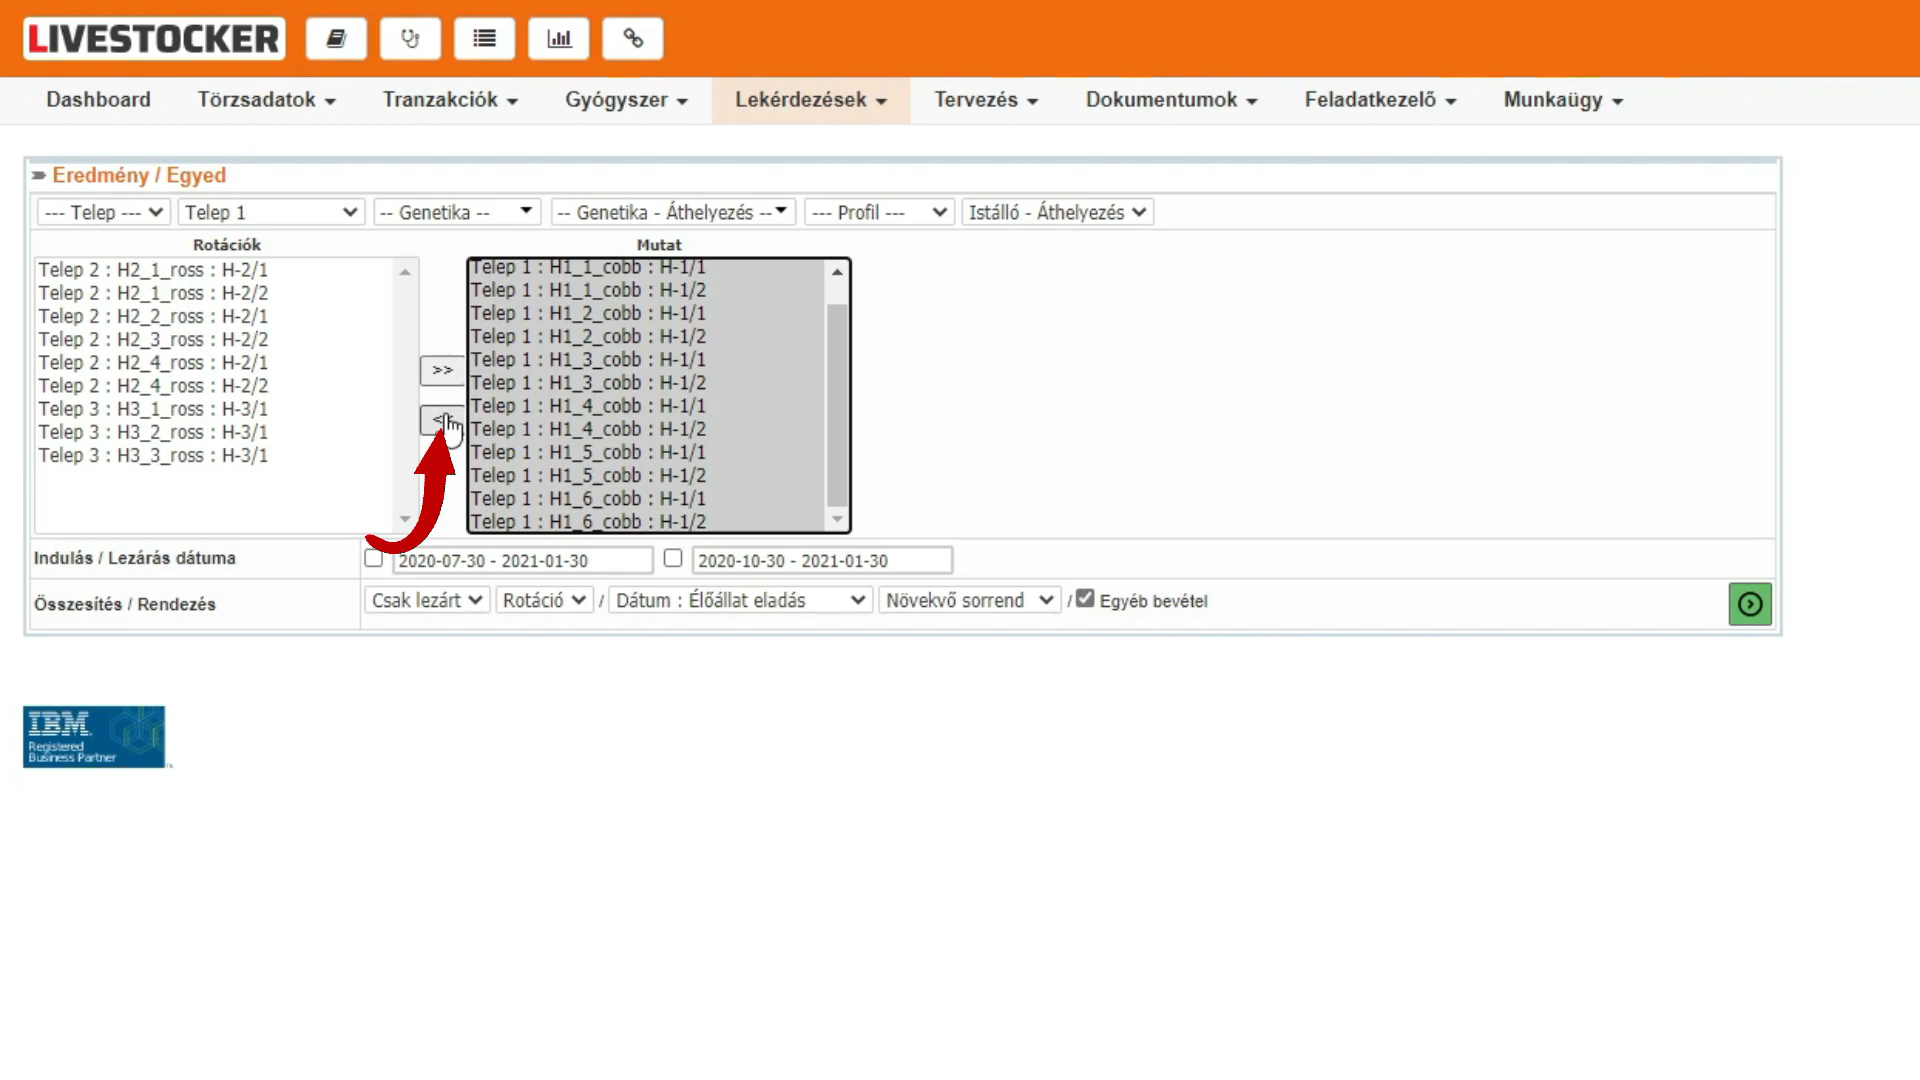 LIVESTOCKER
Dashboard Törzsadatok Tranzakciók Gyógyszer Lekérdezések Tervezés Dokumentumok Feladatkezelő Munkaügy
Eredmény / Egyed
--- Telep --- Telep 1 -- Genetika -- -- Genetika - Áthelyezés -- --- Profil --- Istálló - Áthelyezés
Rotációk
Telep 2 : H2_1_ross : H-2/1
Telep 2 : H2_1_ross : H-2/2
Telep 2 : H2_2_ross : H-2/1
Telep 2 : H2_3_ross : H-2/2
Telep 2 : H2_4_ross : H-2/1
Telep 2 : H2_4_ross : H-2/2
Telep 3 : H3_1_ross : H-3/1
Telep 3 : H3_2_ross : H-3/1
Telep 3 : H3_3_ross : H-3/1
>>
Mutat
Telep 1 : H1_1_cobb : H-1/1
Telep 1 : H1_1_cobb : H-1/2
Telep 1 : H1_2_cobb : H-1/1
Telep 1 : H1_2_cobb : H-1/2
Telep 1 : H1_3_cobb : H-1/1
Telep 1 : H1_3_cobb : H-1/2
Telep 1 : H1_4_cobb : H-1/1
Telep 1 : H1_4_cobb : H-1/2
Telep 1 : H1_5_cobb : H-1/1
Telep 1 : H1_5_cobb : H-1/2
Telep 1 : H1_6_cobb : H-1/1
Telep 1 : H1_6_cobb : H-1/2
Indulás / Lezárás dátuma 2020-07-30 - 2021-01-30 2020-10-30 - 2021-01-30
Összesítés / Rendezés Csak lezárt Rotáció / Dátum : Élőállat eladás Növekvő sorrend / Egyéb bevétel
IBM
Registered
Business Partner